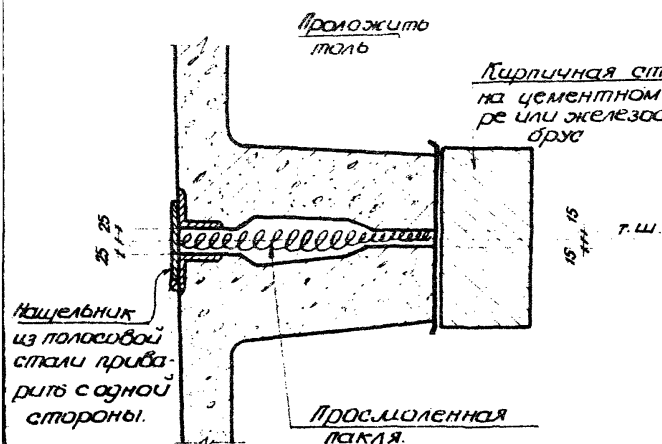 Проложить
толь
Кирпичная ст
на цементном
ре или железо
брус
25 25
15 15
т.ш.
Нащельник
из полосовой
стали прива-
рить с одной
стороны.
Просмоленная
пакля.